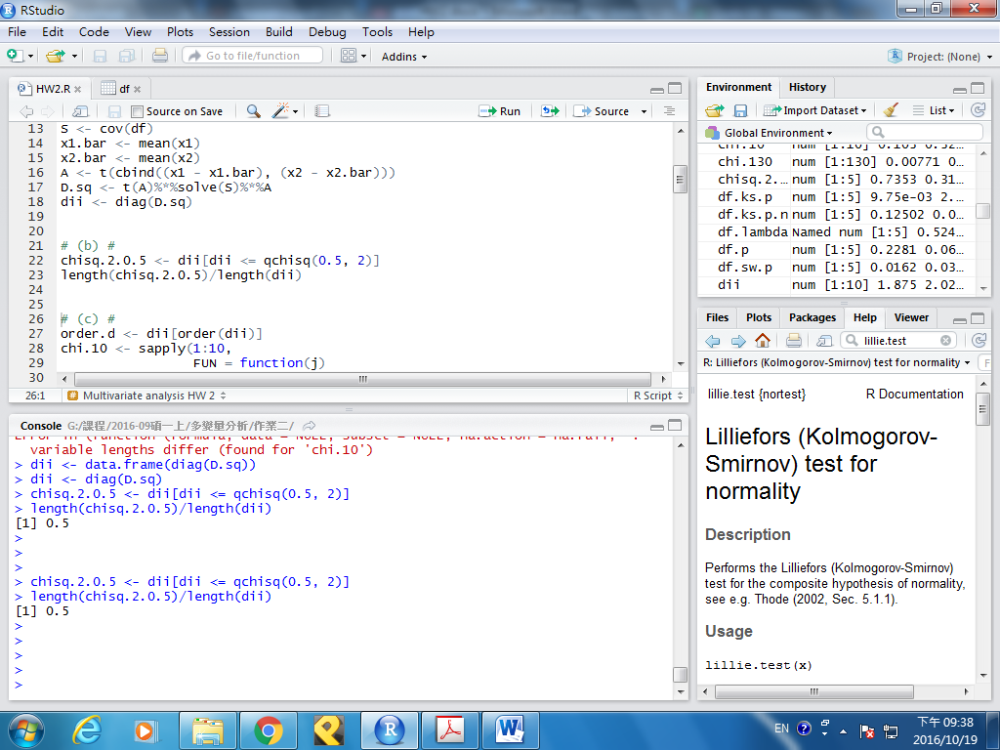 RStudio
File Edit Code View Plots Session Build Debug Tools Help
Go to file/function
Addins
Project: (None)
HW2.R
df
Source on Save
Run
Source
13 S <- cov(df)
14 x1.bar <- mean(x1)
15 x2.bar <- mean(x2)
16 A <- t(cbind((x1 - x1.bar), (x2 - x2.bar)))
17 D.sq <- t(A)%*%solve(S)%*%A
18 dii <- diag(D.sq)
19
20
21 # (b) #
22 chisq.2.0.5 <- dii[dii <= qchisq(0.5, 2)]
23 length(chisq.2.0.5)/length(dii)
24
25
26 # (c) #
27 order.d <- dii[order(dii)]
28 chi.10 <- sapply(1:10,
29 FUN = function(j)
30
26:1 # Multivariate analysis HW 2 R Script
Console G:/課程/2016-09碩一上/多變量分析/作業二/
Error in (function (formula, data = NULL, subset = NULL, na.action = na.fail, :
variable lengths differ (found for 'chi.10')
> dii <- data.frame(diag(D.sq))
> dii <- diag(D.sq)
> chisq.2.0.5 <- dii[dii <= qchisq(0.5, 2)]
> length(chisq.2.0.5)/length(dii)
[1] 0.5
>
>
>
> chisq.2.0.5 <- dii[dii <= qchisq(0.5, 2)]
> length(chisq.2.0.5)/length(dii)
[1] 0.5
>
>
>
>
>
Environment History
Import Dataset
List
Global Environment
chi.10 num [1:10] 0.103 0.32…
chi.130 num [1:130] 0.00771 0…
chisq.2.… num [1:5] 0.7353 0.31…
df.ks.p num [1:5] 9.75e-03 2.…
df.ks.p.n num [1:5] 0.12502 0.0…
df.lambda Named num [1:5] 0.524…
df.p num [1:5] 0.2281 0.06…
df.sw.p num [1:5] 0.0162 0.03…
dii num [1:10] 1.875 2.02…
Files Plots Packages Help Viewer
lillie.test
R: Lilliefors (Kolmogorov-Smirnov) test for normality
F
lillie.test {nortest} R Documentation
Lilliefors (Kolmogorov-
Smirnov) test for
normality
Description
Performs the Lilliefors (Kolmogorov-Smirnov)
test for the composite hypothesis of normality,
see e.g. Thode (2002, Sec. 5.1.1).
Usage
lillie.test(x)
EN
下午 09:38
2016/10/19